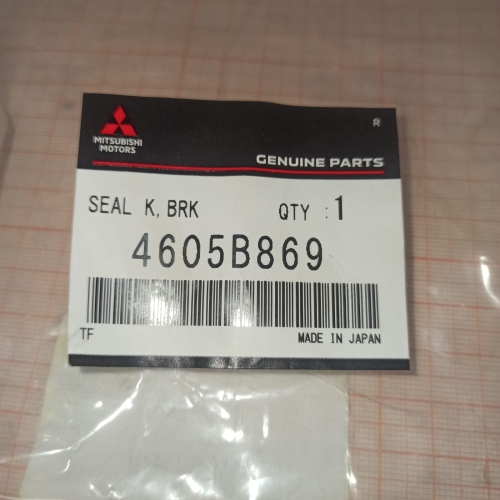 R
MITSUBISHI
MOTORS
GENUINE PARTS
SEAL K, BRK QTY : 1
4605B869
TF MADE IN JAPAN